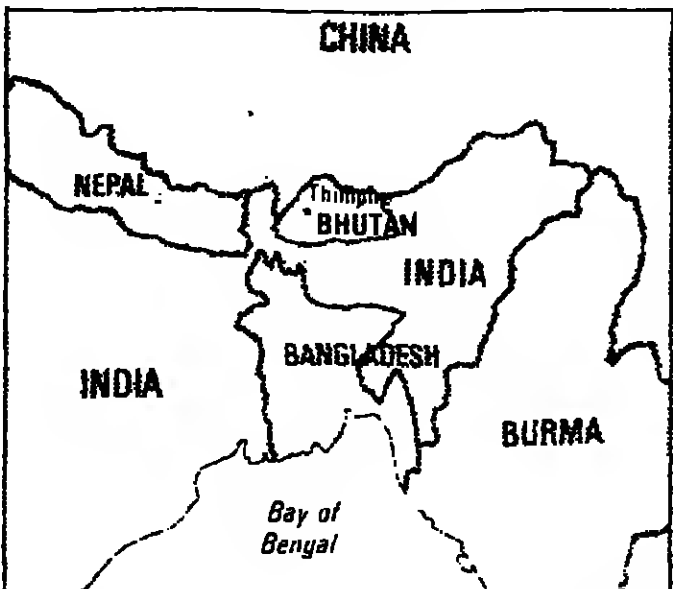 CHINA
NEPAL
Thimphu
BHUTAN
INDIA
BANGLADESH
INDIA
BURMA
Bay of
Bengal